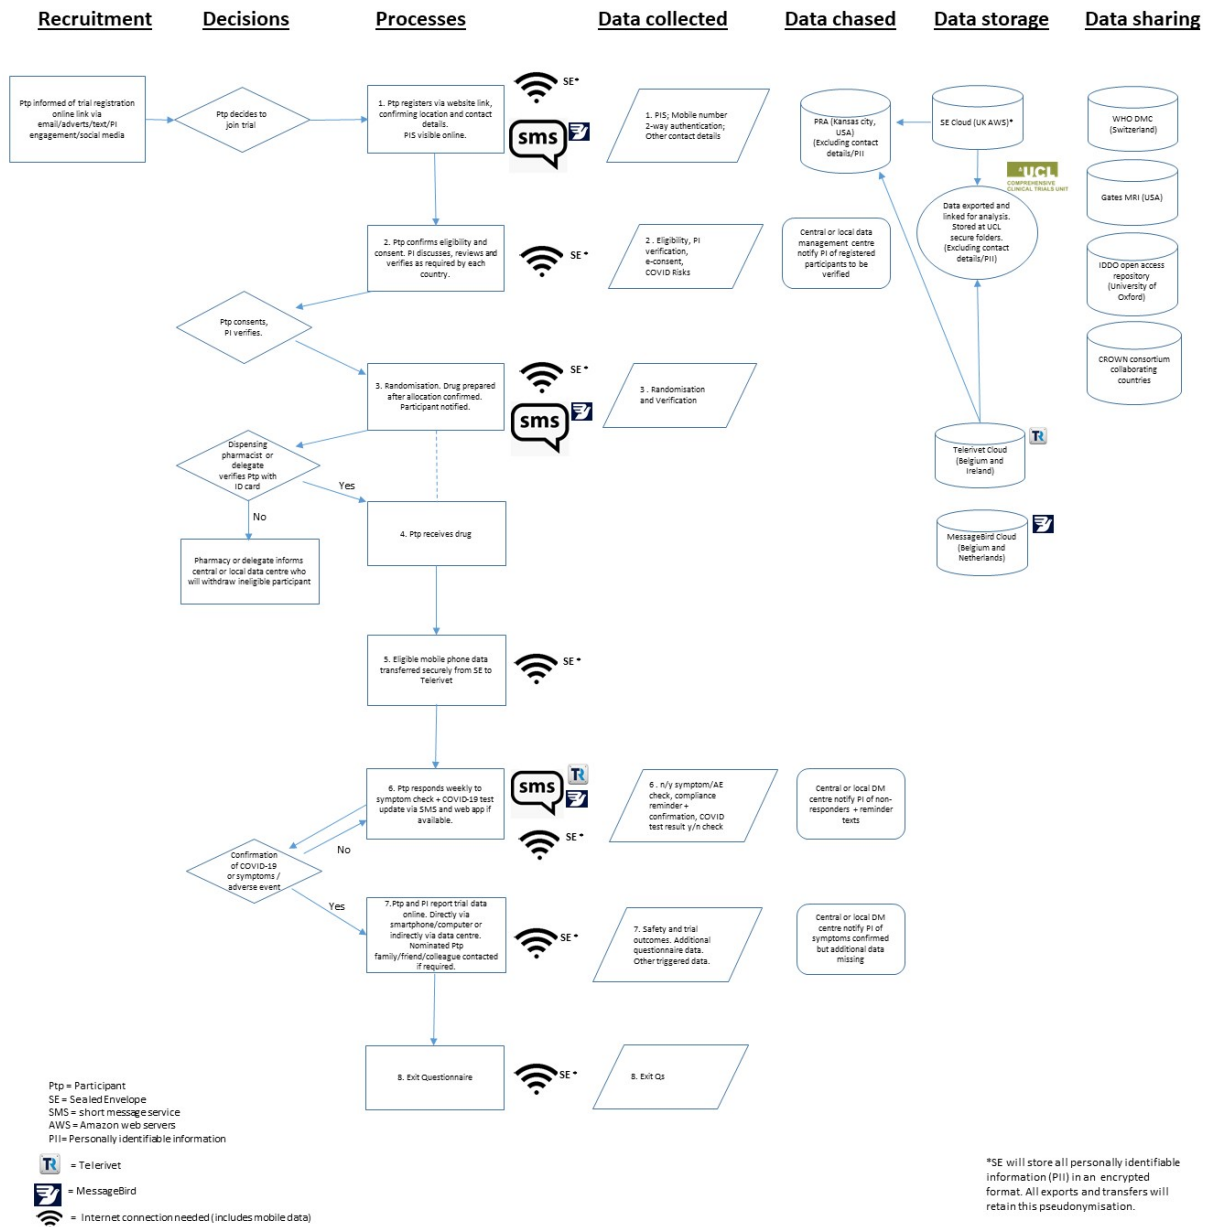 Recruitment
Decisions
Processes
Data collected
Data chased
Data storage
Data sharing
Ptp informed of trial registration
online link via
email/adverts/text/PI
engagement/social media
Ptp decides to
join trial
1. Ptp registers via website link,
confirming location and contact
details.
PIS visible online.
SE*
sms
1. PIS; Mobile number
2-way authentication;
Other contact details
PRA (Kansas city,
USA)
(Excluding contact
details/PII
SE Cloud (UK AWS)*
WHO DMC
(Switzerland)
UCL
COMPREHENSIVE
CLINICAL TRIALS UNIT
Gates MRI (USA)
2. Ptp confirms eligibility and
consent. PI discusses, reviews and
verifies as required by each
country.
SE *
2 . Eligibility, PI
verification,
e-consent,
COVID Risks
Central or local data
management centre
notify PI of registered
participants to be
verified
Data exported and
linked for analysis.
Stored at UCL
secure folders.
(Excluding contact
details/PII)
IDDO open access
repository
(University of
Oxford)
Ptp consents,
PI verifies.
CROWN consortium
collaborating
countries
3. Randomisation. Drug prepared
after allocation confirmed.
Participant notified.
SE *
sms
3 . Randomisation
and Verification
Dispensing
pharmacist or
delegate
verifies Ptp with
ID card
Yes
No
Telerivet Cloud
(Belgium and
Ireland)
TR
4. Ptp receives drug
MessageBird Cloud
(Belgium and
Netherlands)
Pharmacy or delegate informs
central or local data centre who
will withdraw ineligible participant
5. Eligible mobile phone data
transferred securely from SE to
Telerivet
SE *
6. Ptp responds weekly to
symptom check + COVID-19 test
update via SMS and web app if
available.
sms
TR
SE *
6. n/y symptom/AE
check, compliance
reminder +
confirmation, COVID
test result y/n check
Central or local DM
centre notify PI of non-
responders + reminder
texts
Confirmation
of COVID-19
or symptoms /
adverse event
No
Yes
7.Ptp and PI report trial data
online. Directly via
smartphone/computer or
indirectly via data centre.
Nominated Ptp
family/friend/colleague contacted
if required.
SE *
7. Safety and trial
outcomes. Additional
questionnaire data.
Other triggered data.
Central or local DM
centre notify PI of
symptoms confirmed
but additional data
missing
8. Exit Questionnaire
SE *
8. Exit Qs
Ptp = Participant
SE = Sealed Envelope
SMS = short message service
AWS = Amazon web servers
PII= Personally identifiable information
TR = Telerivet
= MessageBird
= Internet connection needed (includes mobile data)
*SE will store all personally identifiable
information (PII) in an encrypted
format. All exports and transfers will
retain this pseudonymisation.